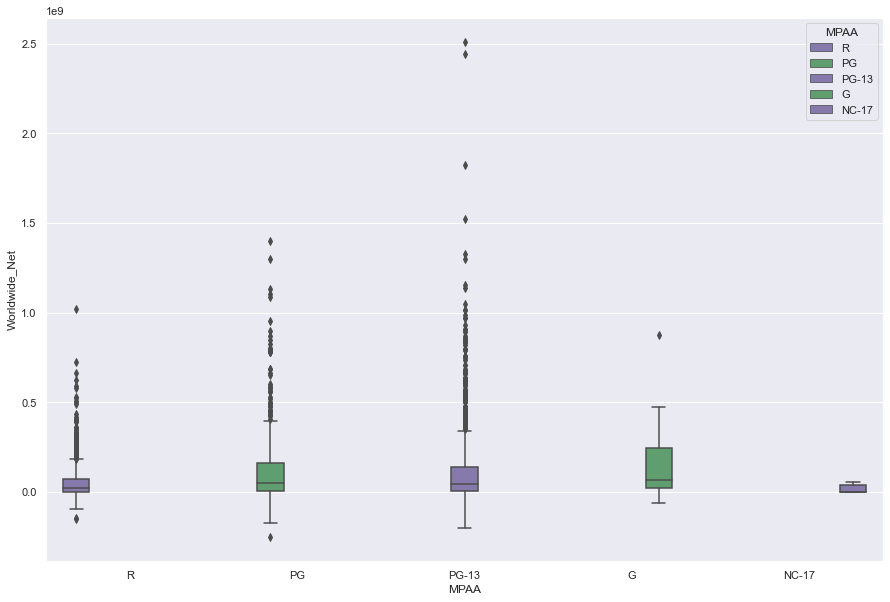 1e9
MPAA
R
PG
PG-13
G
NC-17
2.5
2.0
1.5
1.0
0.5
0.0
Worldwide_Net
R PG PG-13 G NC-17
MPAA